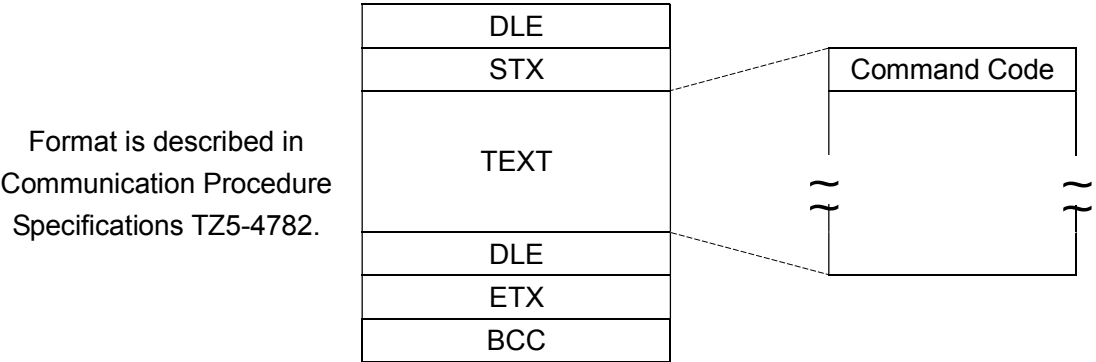 Format is described in
Communication Procedure
Specifications TZ5-4782.
DLE
STX
TEXT
DLE
ETX
BCC
Command Code